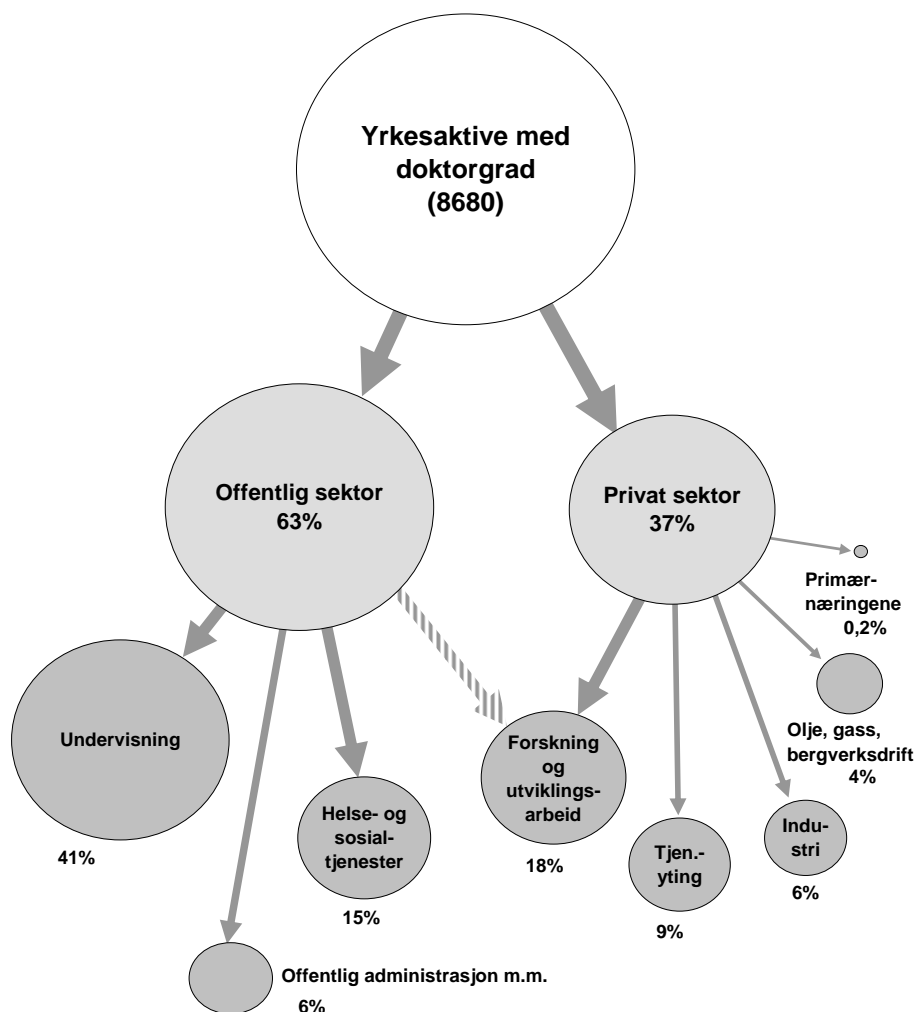 Yrkesaktive med
doktorgrad
(8680)
Offentlig sektor
63%
Privat sektor
37%
Primær-
næringene
0,2%
Olje, gass,
bergverksdrift
4%
Undervisning
41%
Helse- og
sosial-
tjenester
15%
Forskning
og
utviklings-
arbeid
18%
Tjen.-
yting
9%
Indu-
stri
6%
Offentlig administrasjon m.m.
6%